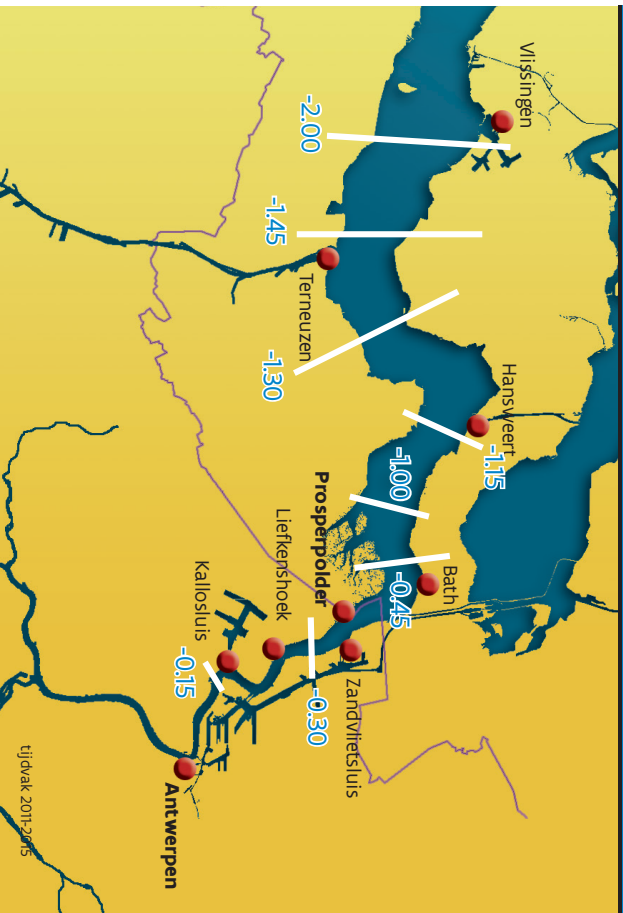 Vlissingen
-2.00
-1.45
Terneuzen
-1.30
Hansweert
-1.15
-1.00
Bath
-0.45
Prosperpolder
Liefkenshoek
Zandvlietsluis
-0.30
Kallosluis
-0.15
Antwerpen
tijdvak 2011-2015